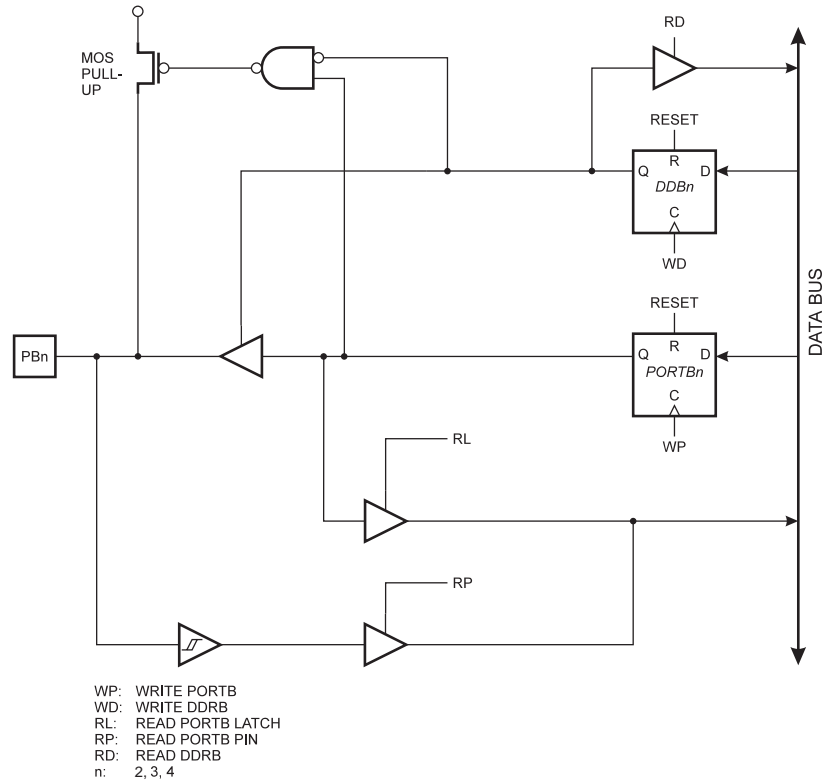 RD
MOS
PULL-
UP
RESET
R
Q
D
DDBn
C
WD
RESET
R
Q
D
PORTBn
C
WP
PBn
DATA BUS
RL
RP
WP: WRITE PORTB
WD: WRITE DDRB
RL: READ PORTB LATCH
RP: READ PORTB PIN
RD: READ DDRB
n: 2, 3, 4